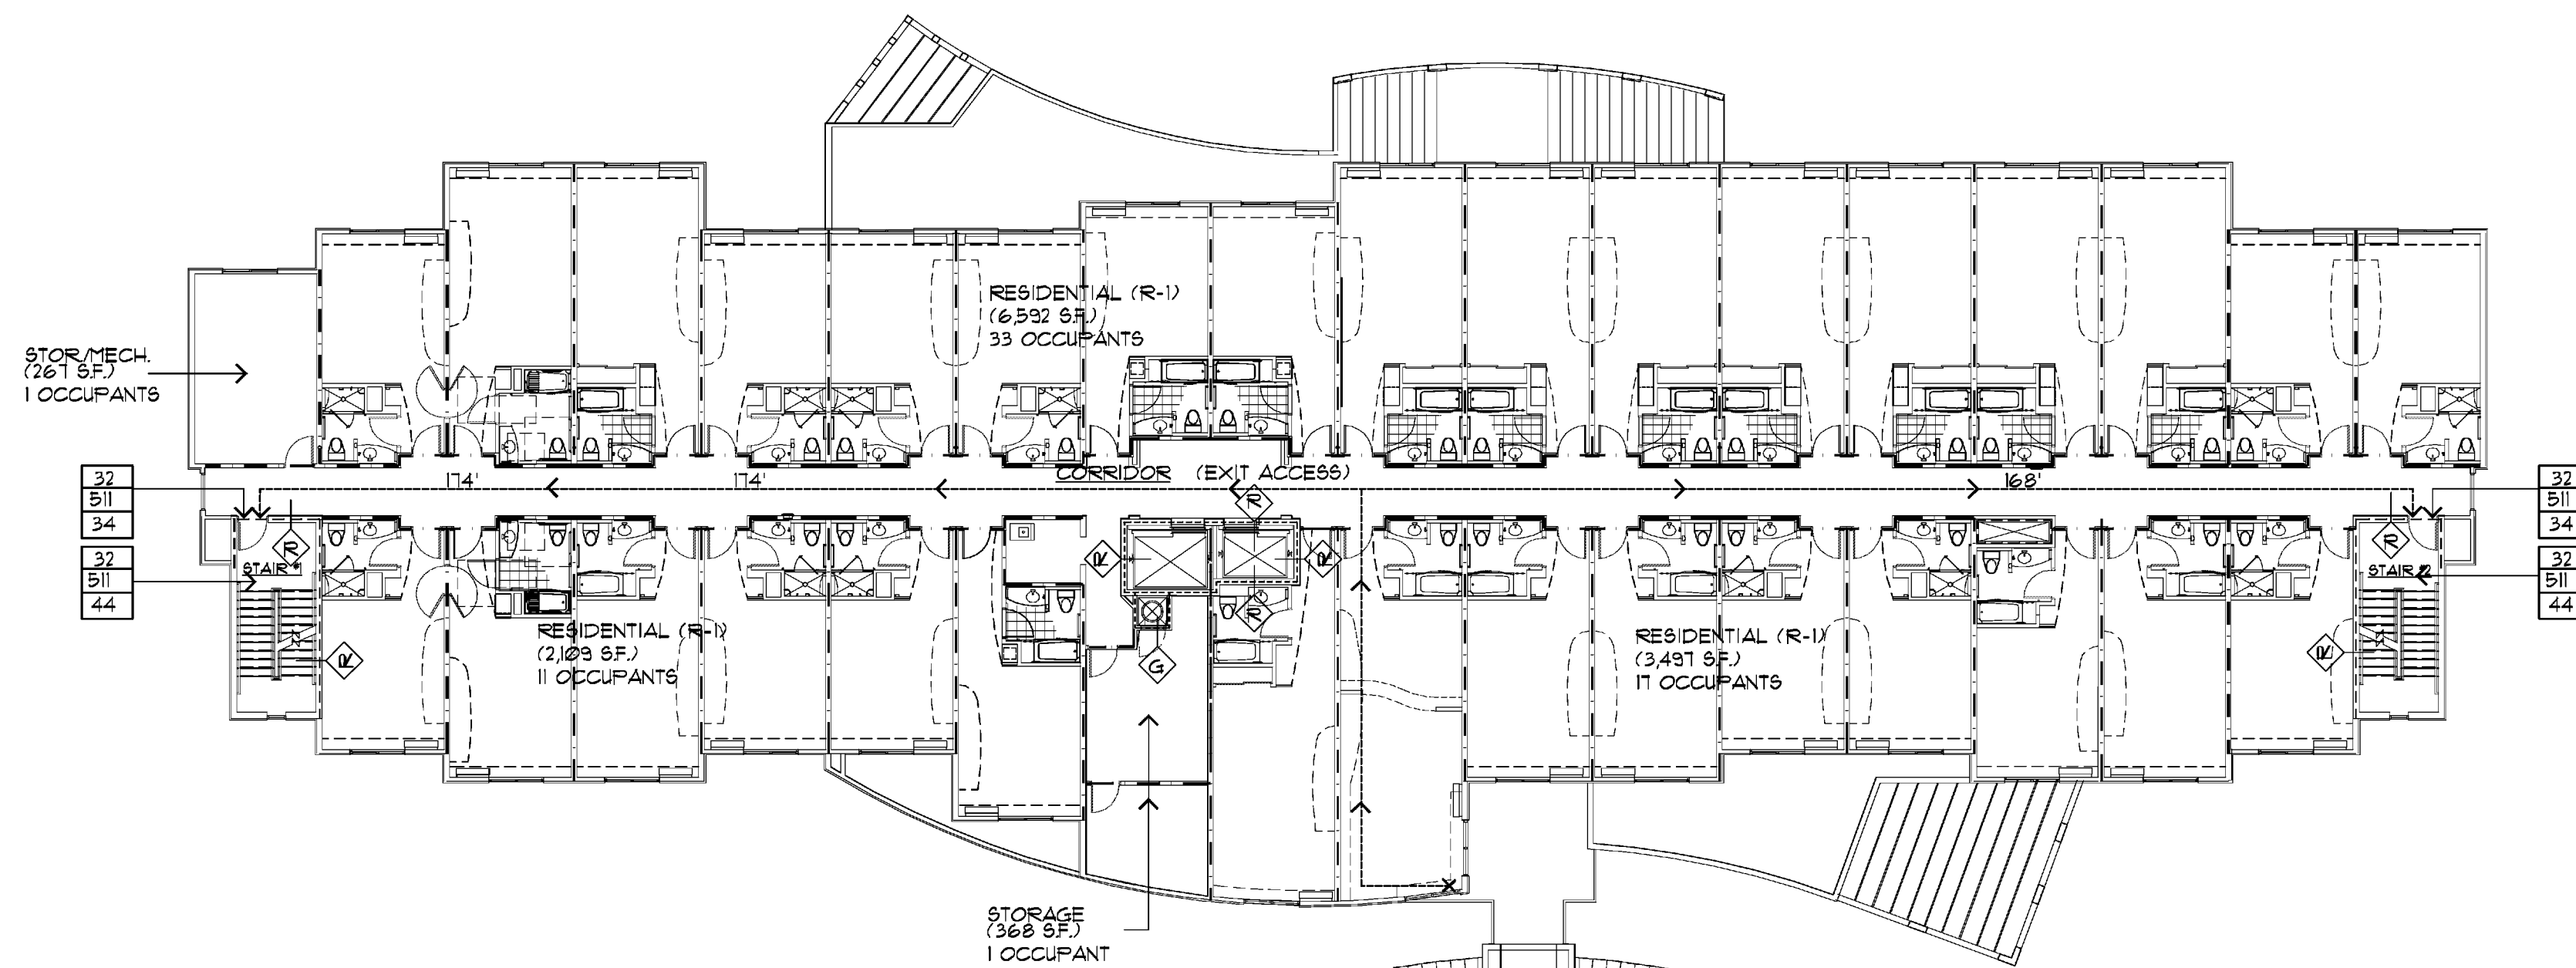 RESIDENTIAL (R-1)
(6,592 S.F.)
33 OCCUPANTS
STOR/MECH.
(267 S.F.)
1 OCCUPANTS
CORRIDOR (EXIT ACCESS)
174'
174'
168'
32
511
34
32
511
44
32
511
34
32
511
44
R
R
R
R
R
R
STAIR #1
STAIR #2
R
R
G
RESIDENTIAL (R-1)
(2,109 S.F.)
11 OCCUPANTS
RESIDENTIAL (R-1)
(3,497 S.F.)
17 OCCUPANTS
STORAGE
(368 S.F.)
1 OCCUPANT